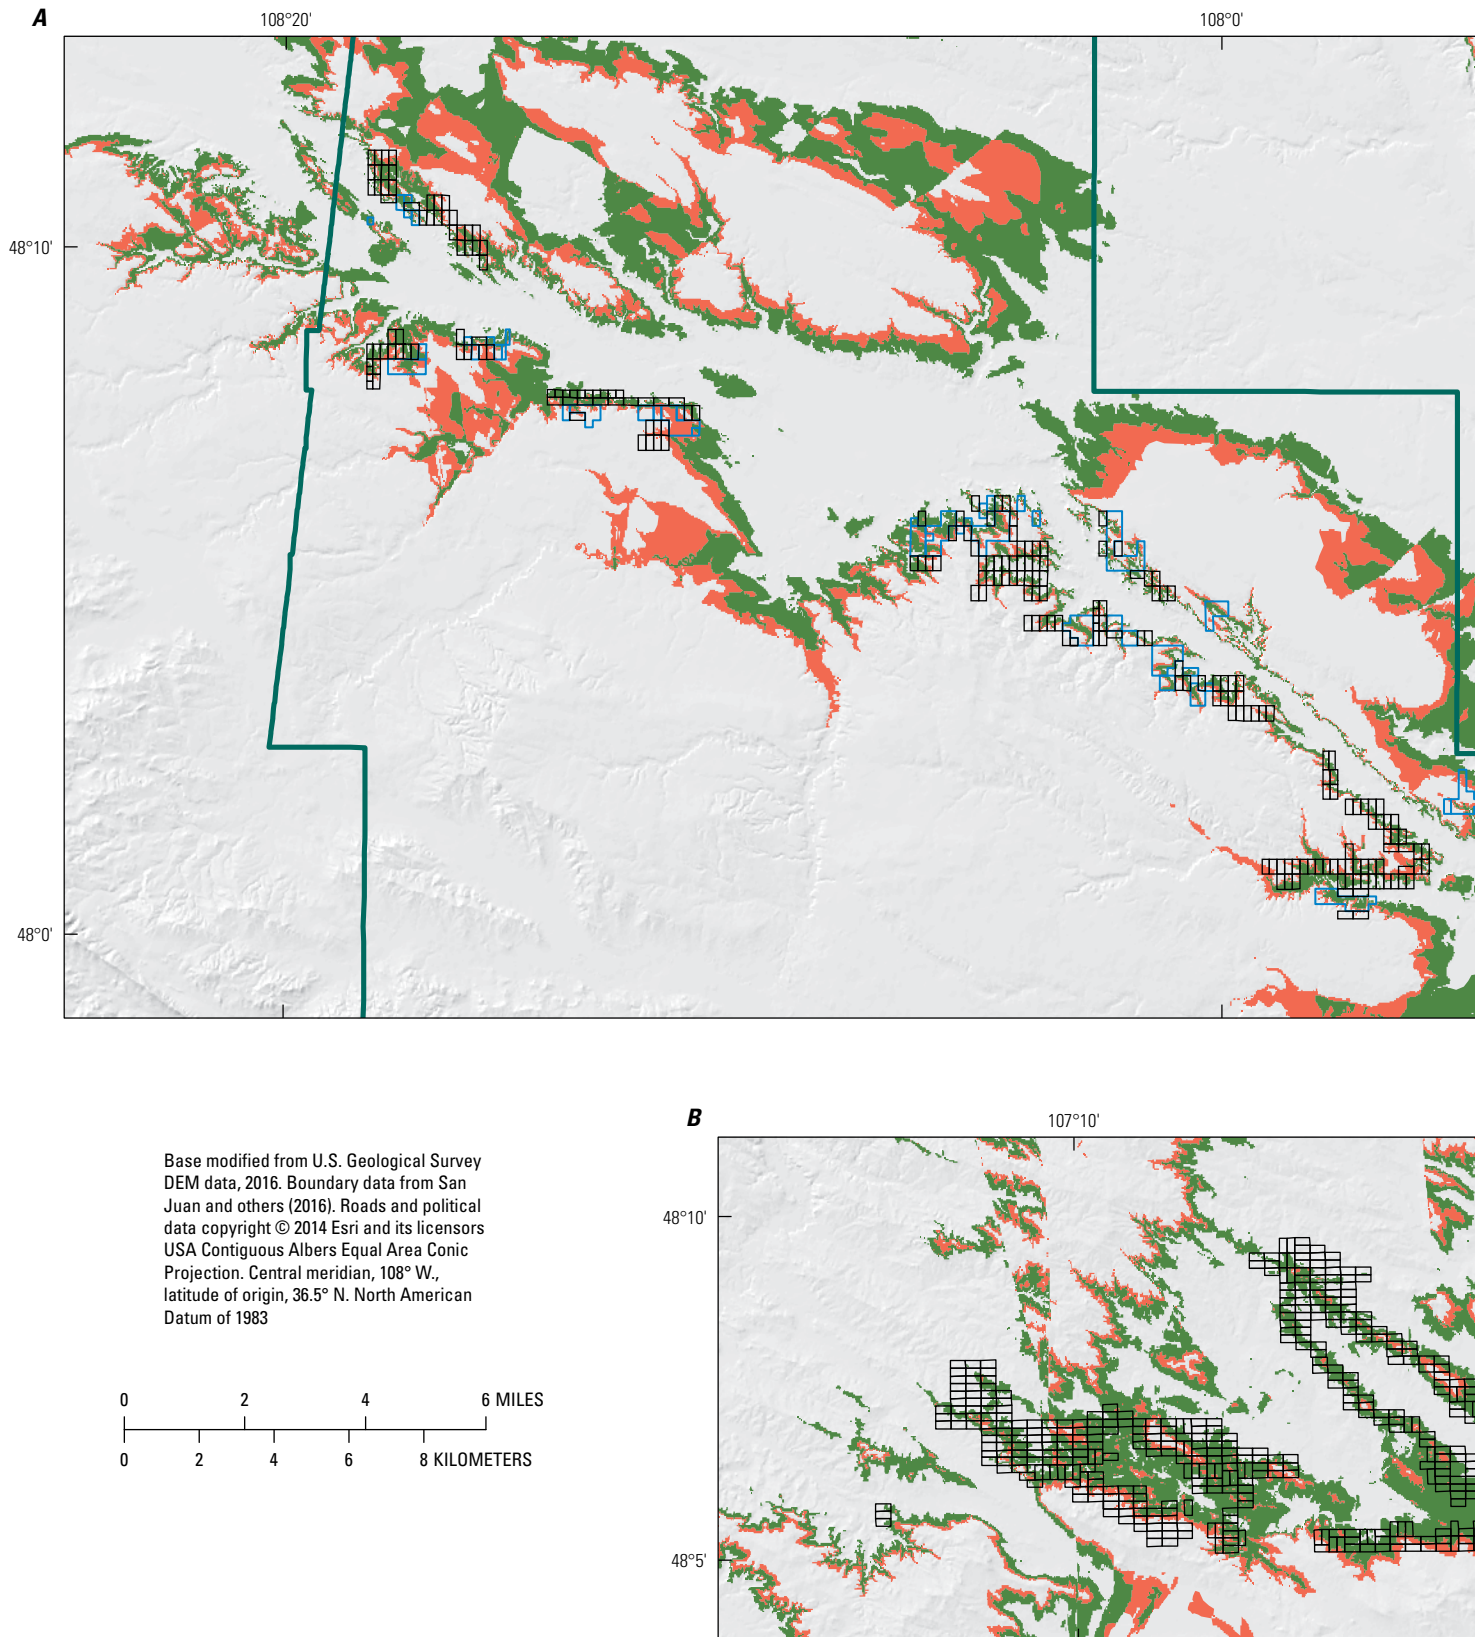 A
108°20'
108°0'
48°10'
48°0'
B
107°10'
48°10'
48°5'
Base modified from U.S. Geological Survey
DEM data, 2016. Boundary data from San
Juan and others (2016). Roads and political
data copyright © 2014 Esri and its licensors
USA Contiguous Albers Equal Area Conic
Projection. Central meridian, 108° W.,
latitude of origin, 36.5° N. North American
Datum of 1983
0 2 4 6 MILES
0 2 4 6 8 KILOMETERS